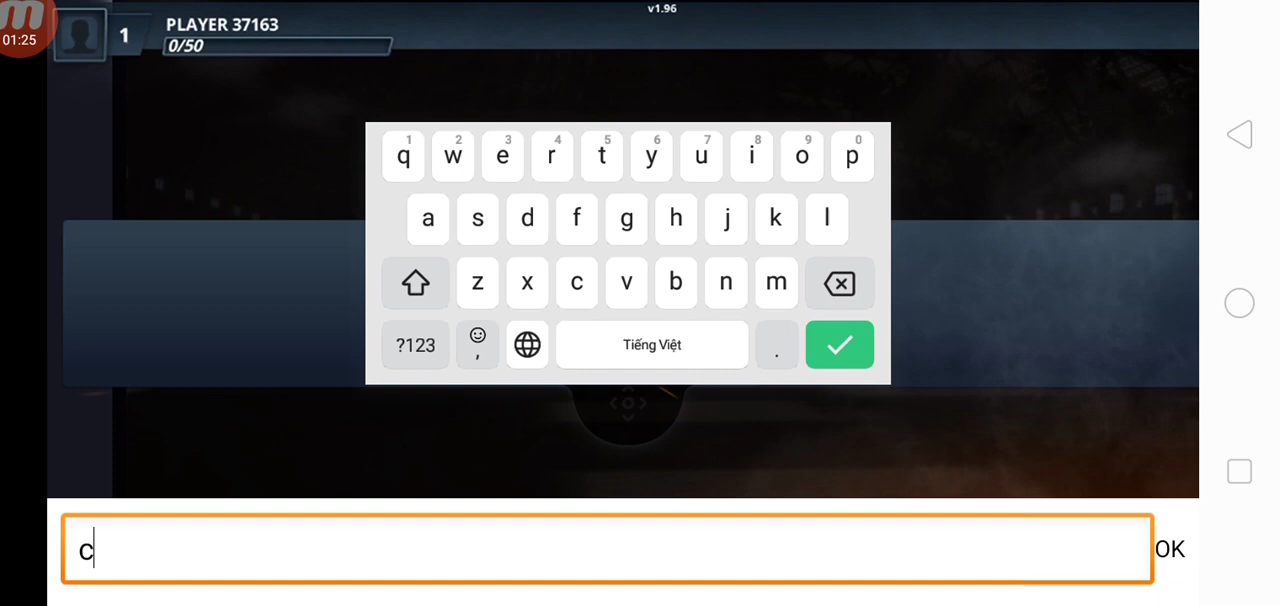 v1.96
01:25
1
PLAYER 37163
0/50
1 2 3 4 5 6 7 8 9 0
q w e r t y u i o p
a s d f g h j k l
z x c v b n m
?123 , Tiếng Việt .
c
OK